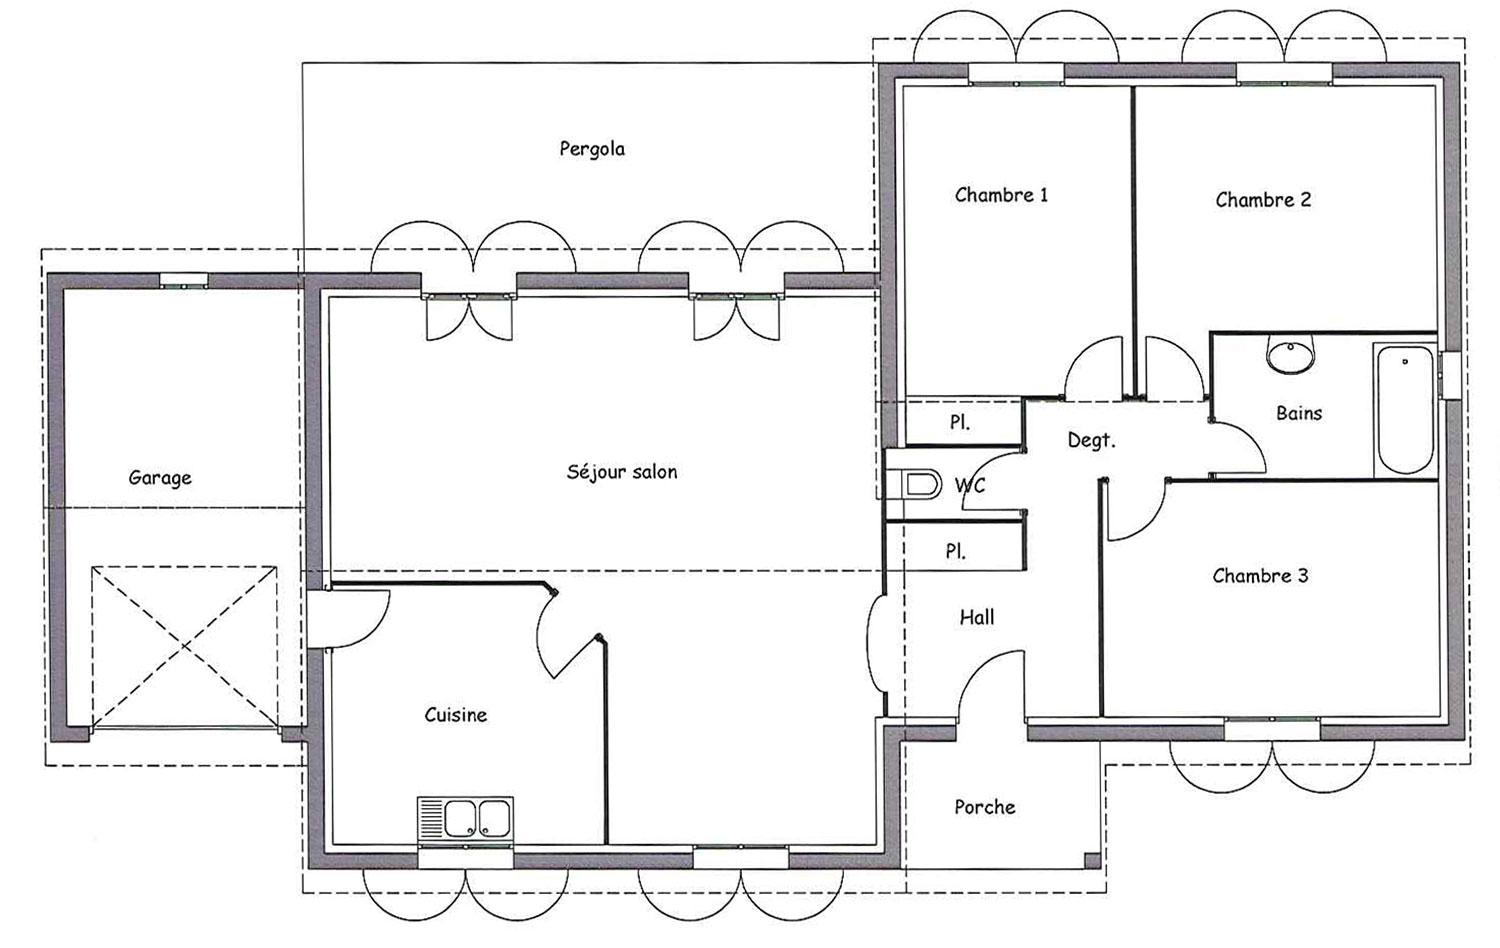 Pergola
Chambre 1
Chambre 2
Pl.
Degt.
Bains
Garage
Séjour salon
WC
Pl.
Chambre 3
Hall
Cuisine
Porche